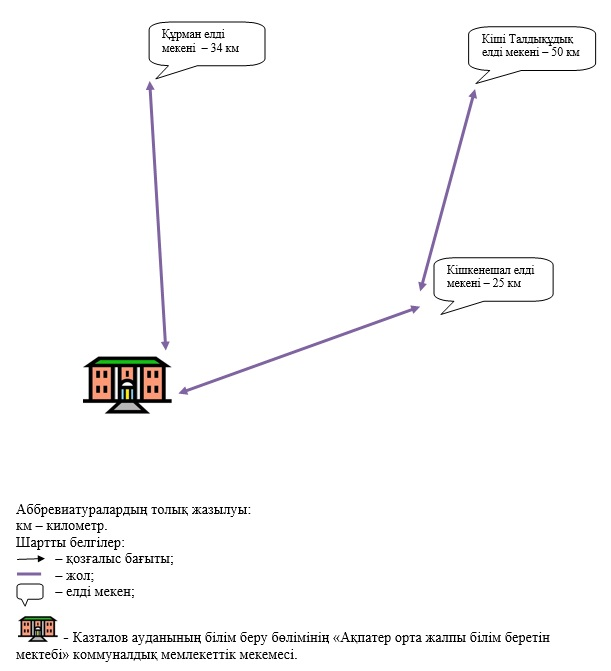 Құрман елді
мекені – 34 км
Кіші Талдықұдық
елді мекені – 50 км
Кішкенешал елді
мекені – 25 км
Аббревиатуралардың толық жазылуы:
км – километр.
Шартты белгілер:
– қозғалыс бағыты;
– жол;
– елді мекен;
- Казталов ауданының білім беру бөлімінің «Ақпатер орта жалпы білім беретін
мектебі» коммуналдық мемлекеттік мекемесі.